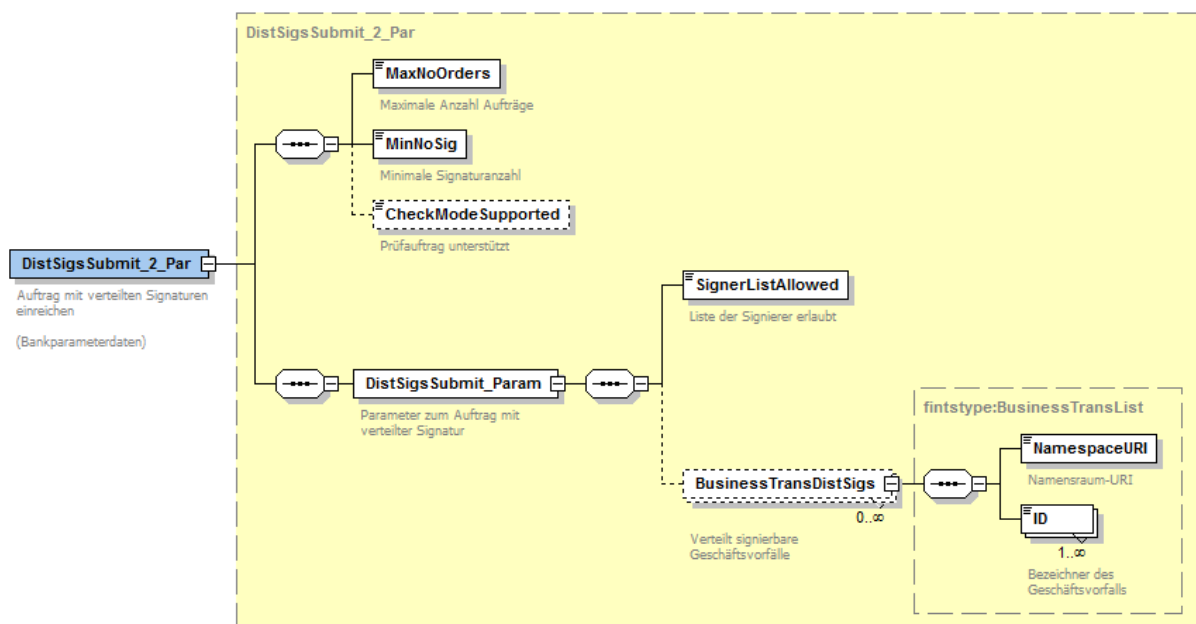 DistSigsSubmit_2_Par
MaxNoOrders
Maximale Anzahl Aufträge
MinNoSig
Minimale Signaturanzahl
CheckModeSupported
Prüfauftrag unterstützt
DistSigsSubmit_2_Par
Auftrag mit verteilten Signaturen
einreichen
(Bankparameterdaten)
SignerListAllowed
Liste der Signierer erlaubt
DistSigsSubmit_Param
Parameter zum Auftrag mit
verteilter Signatur
BusinessTransDistSigs
0..∞
Verteilt signierbare
Geschäftsvorfälle
fintstype:BusinessTransList
NamespaceURI
Namensraum-URI
ID
1..∞
Bezeichner des
Geschäftsvorfalls